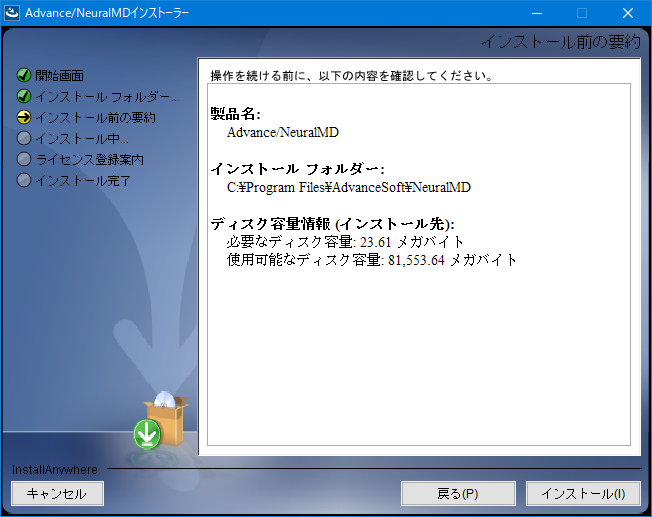 Advance/NeuralMDインストーラー
インストール前の要約
開始画面
インストール フォルダー...
インストール前の要約
インストール中...
ライセンス登録案内
インストール完了
操作を続ける前に、以下の内容を確認してください。
製品名:
Advance/NeuralMD
インストール フォルダー:
C:¥Program Files¥AdvanceSoft¥NeuralMD
ディスク容量情報 (インストール先):
必要なディスク容量: 23.61 メガバイト
使用可能なディスク容量: 81,553.64 メガバイト
InstallAnywhere
キャンセル
戻る(P)
インストール(I)